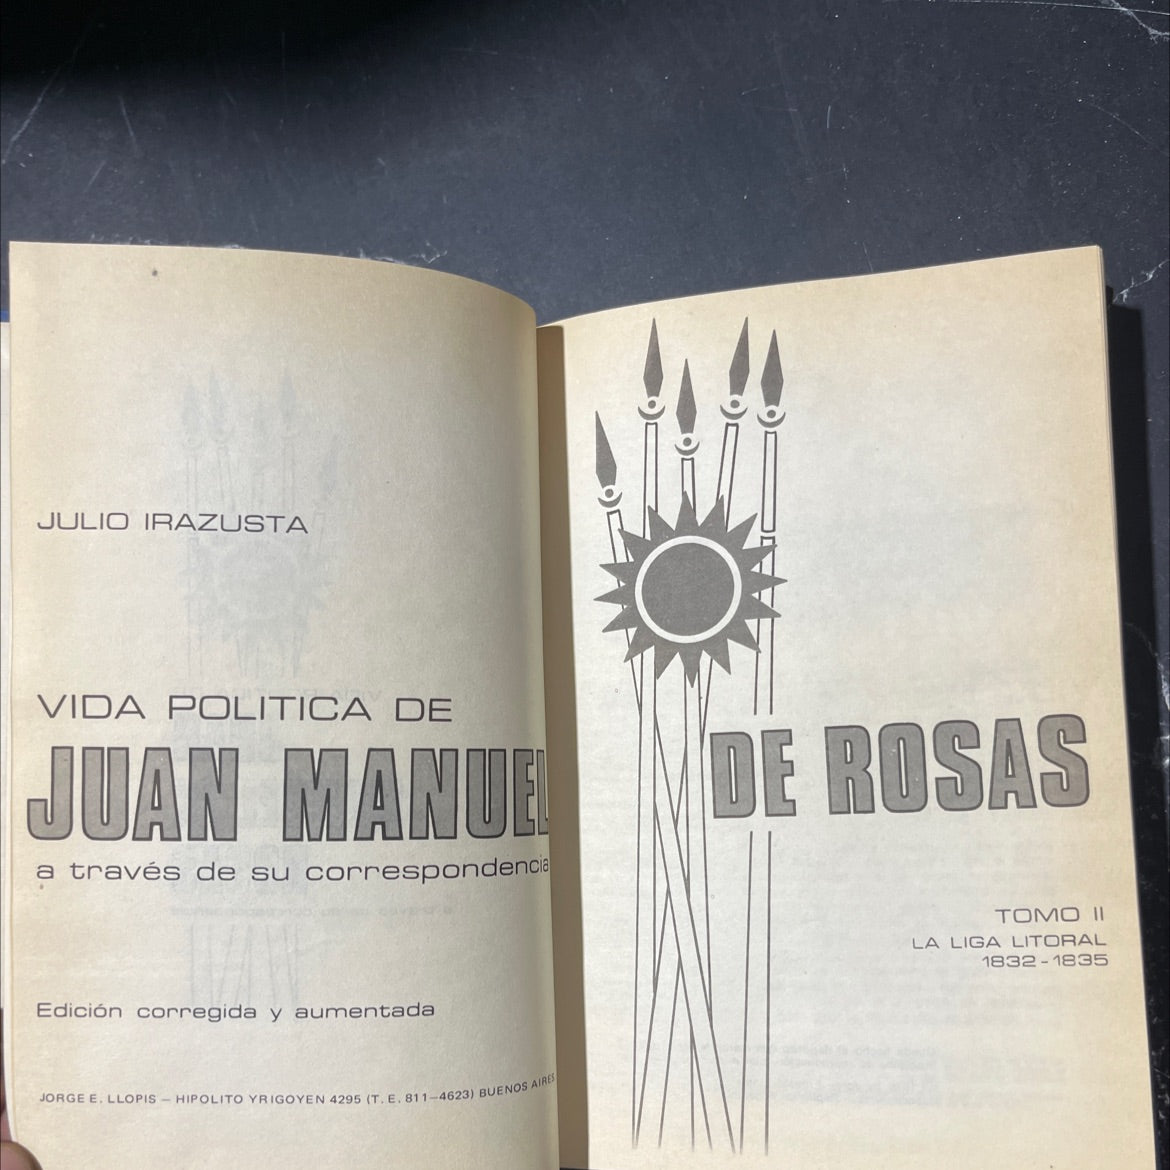 JULIO IRAZUSTA
VIDA POLITICA DE
JUAN MANUEL DE ROSAS
a través de su correspondencia
Edición corregida y aumentada
JORGE E. LLOPIS – HIPOLITO YRIGOYEN 4295 (T. E. 811–4623) BUENOS AIRES
TOMO II
LA LIGA LITORAL
1832-1835